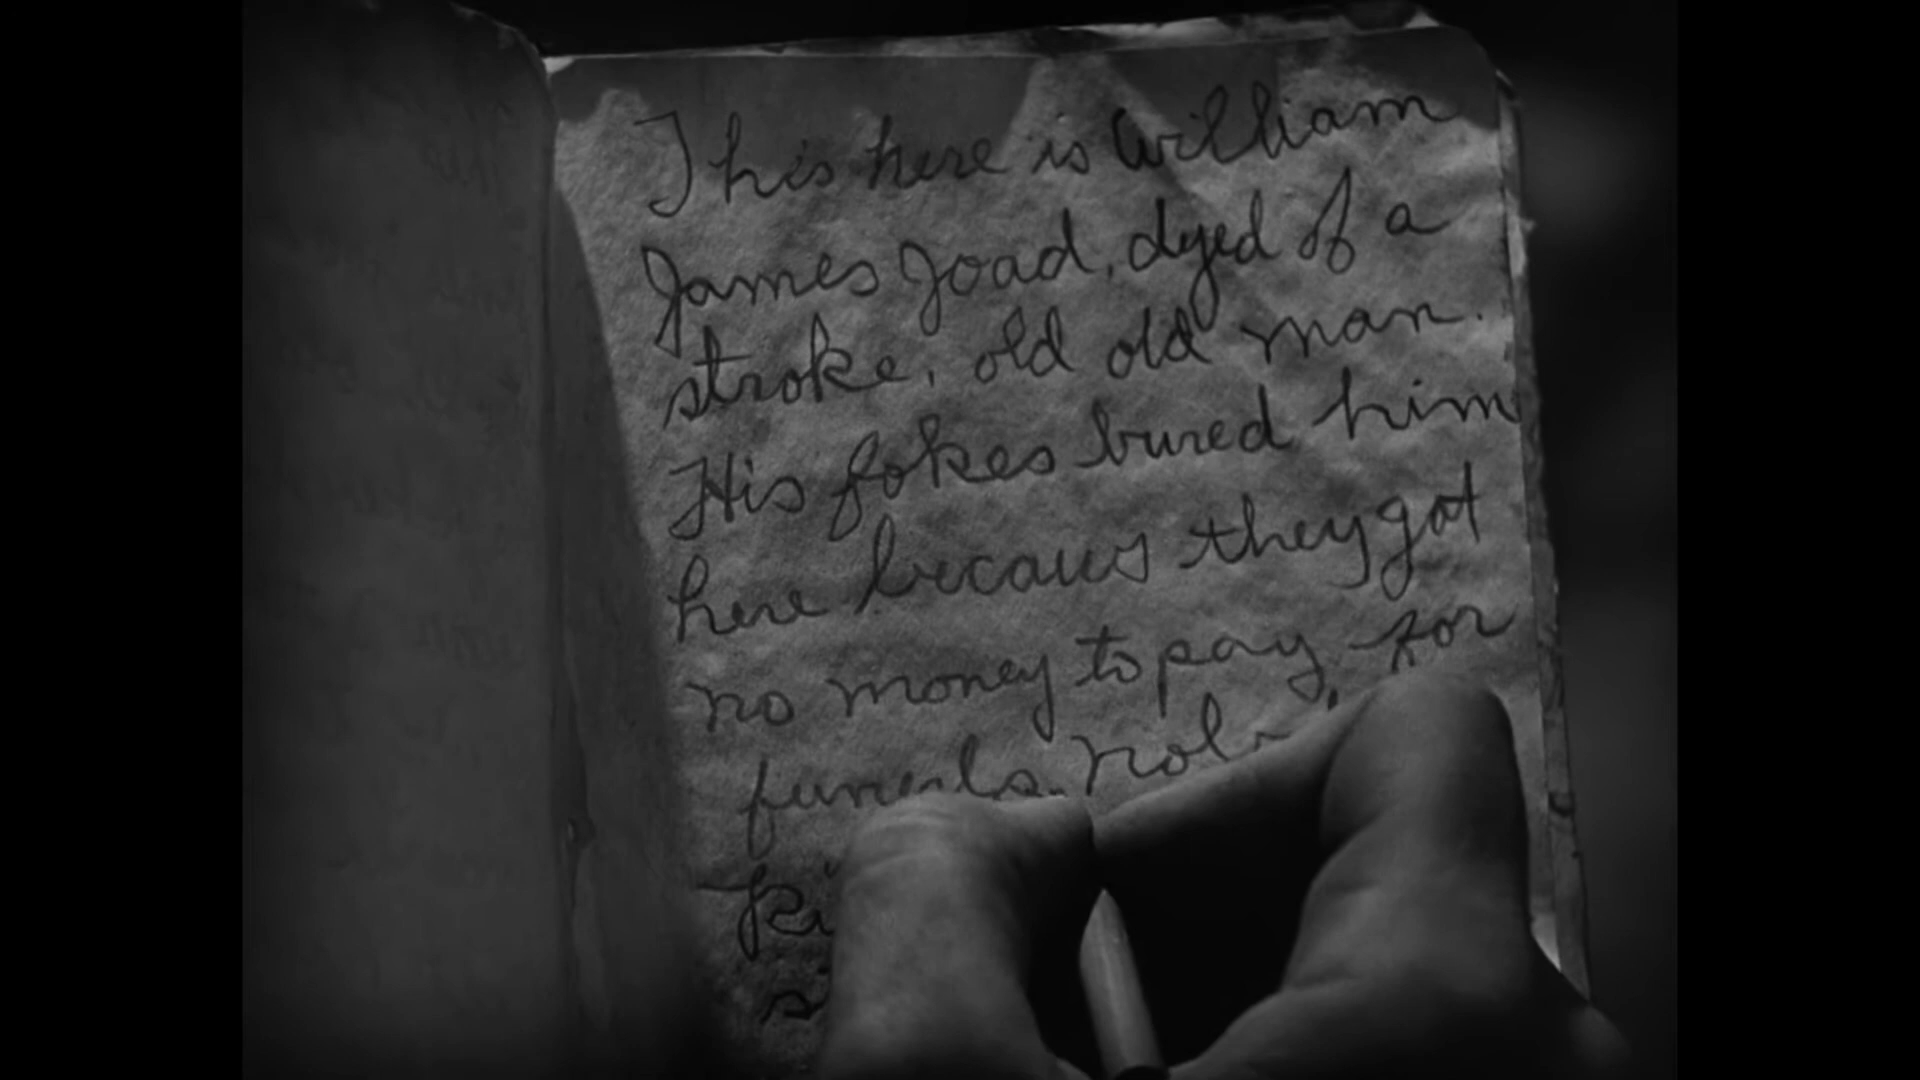 This here is William
James Joad, dyed of a
stroke, old old man.
His fokes bured him
here becaus they got
no money to pay for
funerls.